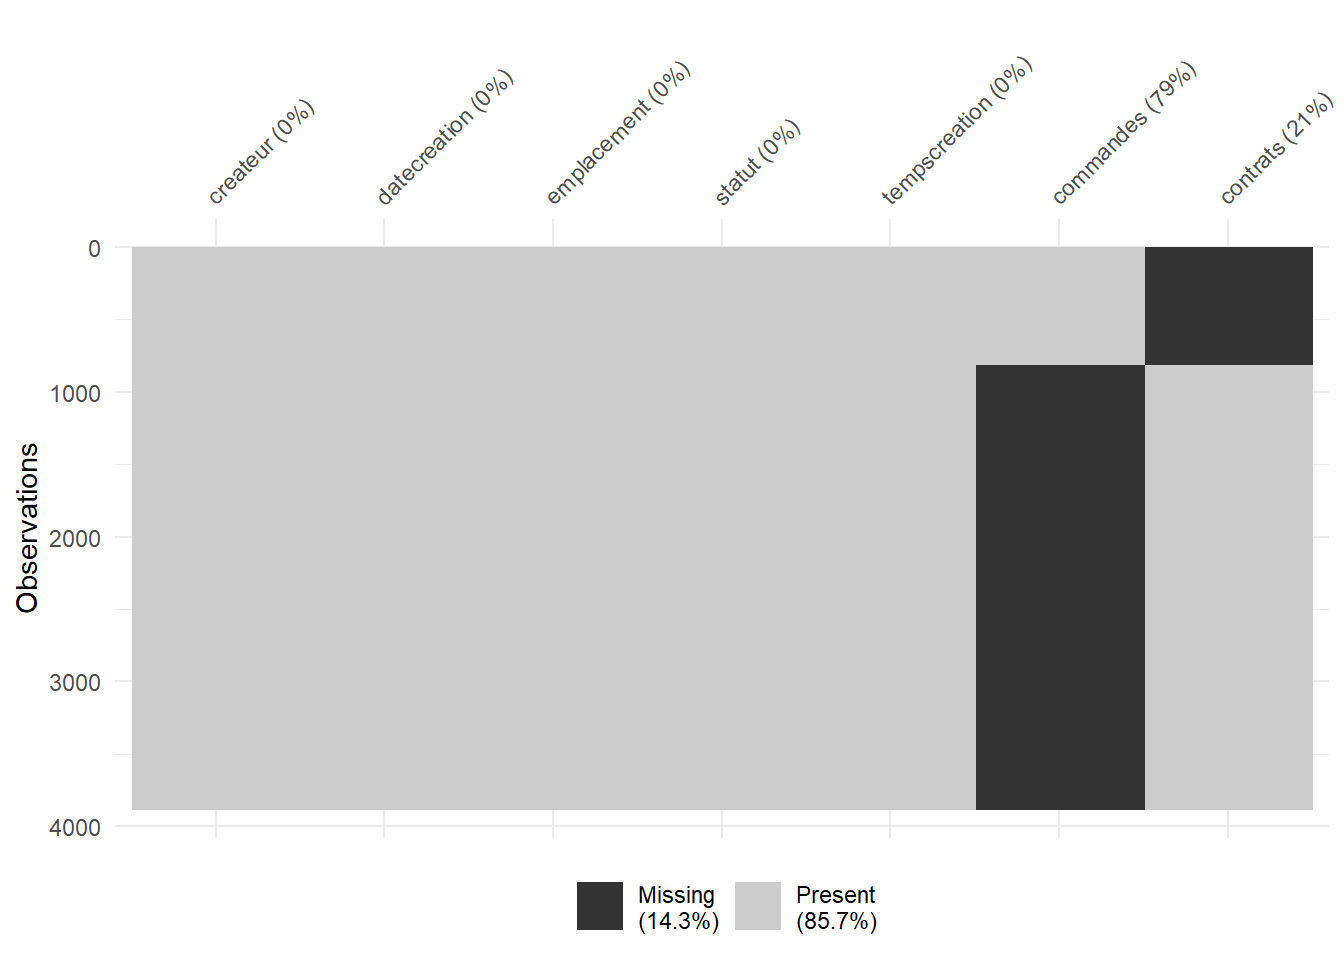 createur (0%)
datecreation (0%)
emplacement (0%)
statut (0%)
tempscreation (0%)
commandes (79%)
contrats (21%)
0
1000
2000
3000
4000
Observations
Missing
(14.3%)
Present
(85.7%)